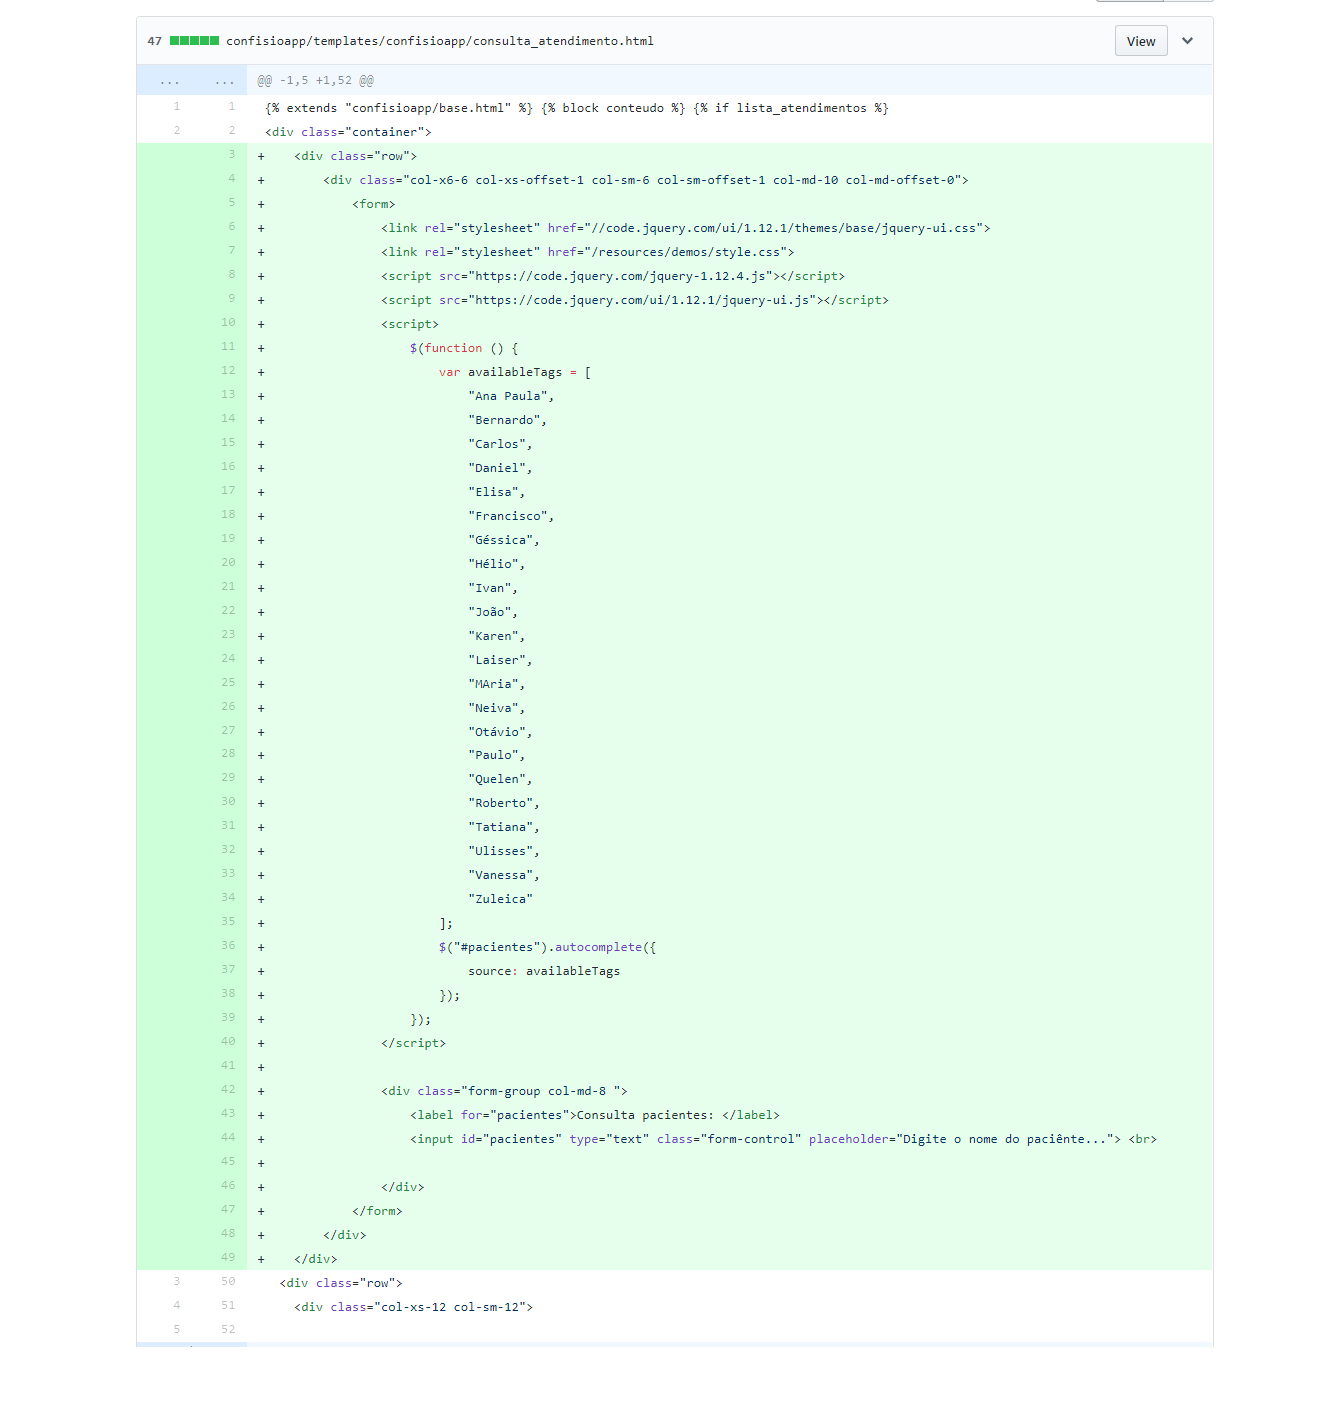 47 confisioapp/templates/confisioapp/consulta_atendimento.html View
... ... @@ -1,5 +1,52 @@
1 1 {% extends "confisioapp/base.html" %} {% block conteudo %} {% if lista_atendimentos %}
2 2 <div class="container">
3 + <div class="row">
4 + <div class="col-x6-6 col-xs-offset-1 col-sm-6 col-sm-offset-1 col-md-10 col-md-offset-0">
5 + <form>
6 + <link rel="stylesheet" href="//code.jquery.com/ui/1.12.1/themes/base/jquery-ui.css">
7 + <link rel="stylesheet" href="/resources/demos/style.css">
8 + <script src="https://code.jquery.com/jquery-1.12.4.js"></script>
9 + <script src="https://code.jquery.com/ui/1.12.1/jquery-ui.js"></script>
10 + <script>
11 + $(function () {
12 + var availableTags = [
13 + "Ana Paula",
14 + "Bernardo",
15 + "Carlos",
16 + "Daniel",
17 + "Elisa",
18 + "Francisco",
19 + "Géssica",
20 + "Hélio",
21 + "Ivan",
22 + "João",
23 + "Karen",
24 + "Laiser",
25 + "MAria",
26 + "Neiva",
27 + "Otávio",
28 + "Paulo",
29 + "Quelen",
30 + "Roberto",
31 + "Tatiana",
32 + "Ulisses",
33 + "Vanessa",
34 + "Zuleica"
35 + ];
36 + $("#pacientes").autocomplete({
37 + source: availableTags
38 + });
39 + });
40 + </script>
41 +
42 + <div class="form-group col-md-8 ">
43 + <label for="pacientes">Consulta pacientes: </label>
44 + <input id="pacientes" type="text" class="form-control" placeholder="Digite o nome do paciênte..."> <br>
45 +
46 + </div>
47 + </form>
48 + </div>
49 + </div>
3 50 <div class="row">
4 51 <div class="col-xs-12 col-sm-12">
5 52